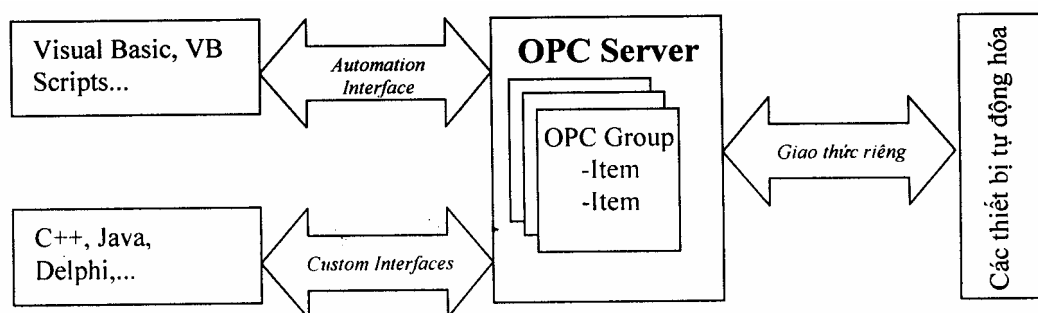 Visual Basic, VB
Scripts...
Automation
Interface
C++, Java,
Delphi,...
Custom Interfaces
OPC Server
OPC Group
-Item
-Item
Giao thức riêng
Các thiết bị tự động hóa